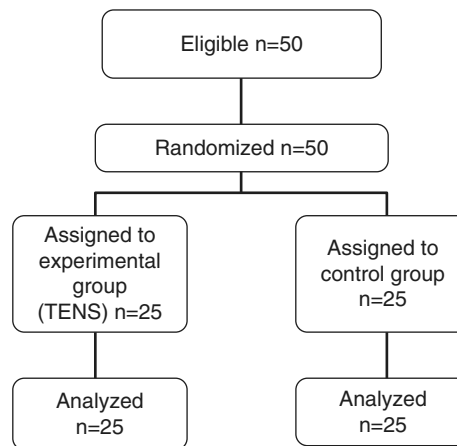 Eligible n=50
Randomized n=50
Assigned to
experimental
group
(TENS) n=25
Assigned to
control group
n=25
Analyzed
n=25
Analyzed
n=25